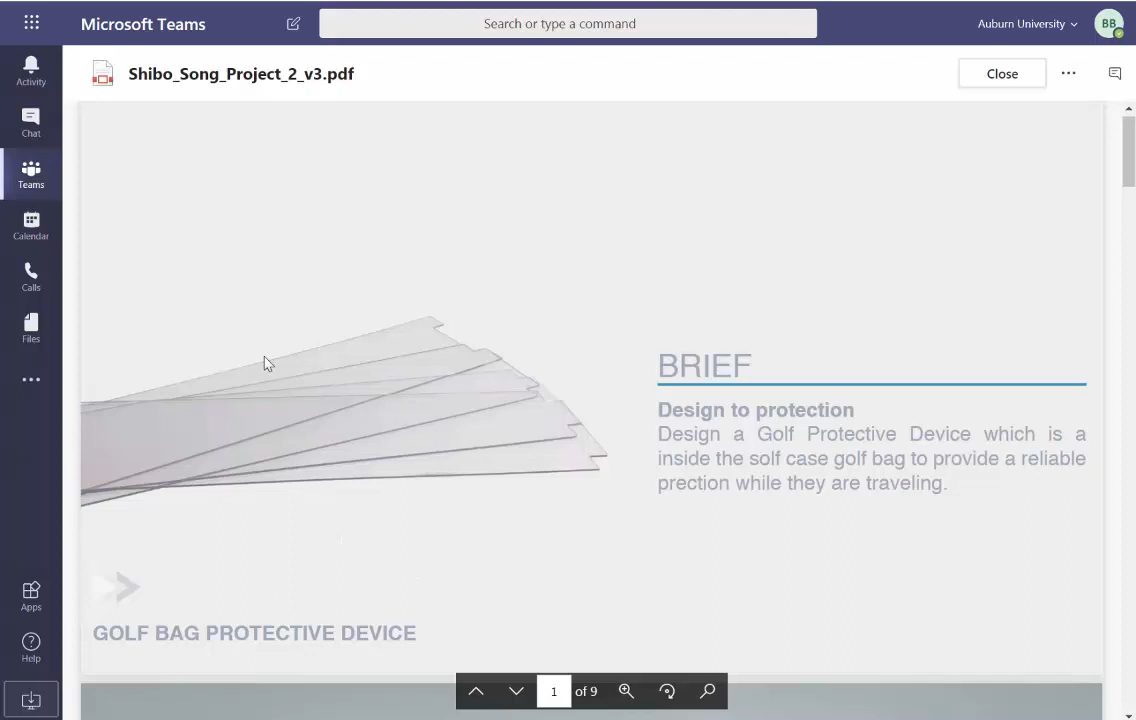 Microsoft Teams
Search or type a command
Auburn University
BB
Activity
Chat
Teams
Calendar
Calls
Files
Apps
Help
Shibo_Song_Project_2_v3.pdf
Close
BRIEF
Design to protection
Design a Golf Protective Device which is a
inside the solf case golf bag to provide a reliable
prection while they are traveling.
GOLF BAG PROTECTIVE DEVICE
1 of 9